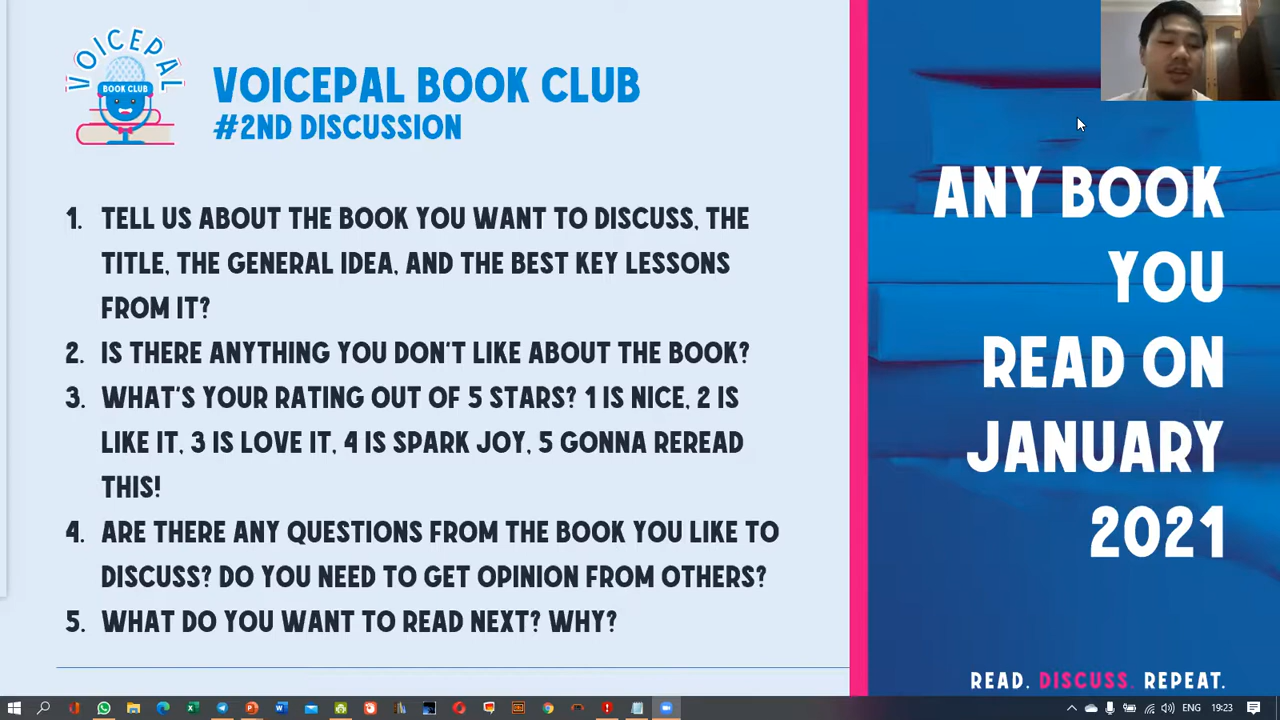 VOICEPAL
BOOK CLUB
VOICEPAL BOOK CLUB
#2ND DISCUSSION
1. TELL US ABOUT THE BOOK YOU WANT TO DISCUSS, THE
TITLE, THE GENERAL IDEA, AND THE BEST KEY LESSONS
FROM IT?
2. IS THERE ANYTHING YOU DON'T LIKE ABOUT THE BOOK?
3. WHAT'S YOUR RATING OUT OF 5 STARS? 1 IS NICE, 2 IS
LIKE IT, 3 IS LOVE IT, 4 IS SPARK JOY, 5 GONNA REREAD
THIS!
4. ARE THERE ANY QUESTIONS FROM THE BOOK YOU LIKE TO
DISCUSS? DO YOU NEED TO GET OPINION FROM OTHERS?
5. WHAT DO YOU WANT TO READ NEXT? WHY?
ANY BOOK
YOU
READ ON
JANUARY
2021
READ. DISCUSS. REPEAT.
ENG
19:23